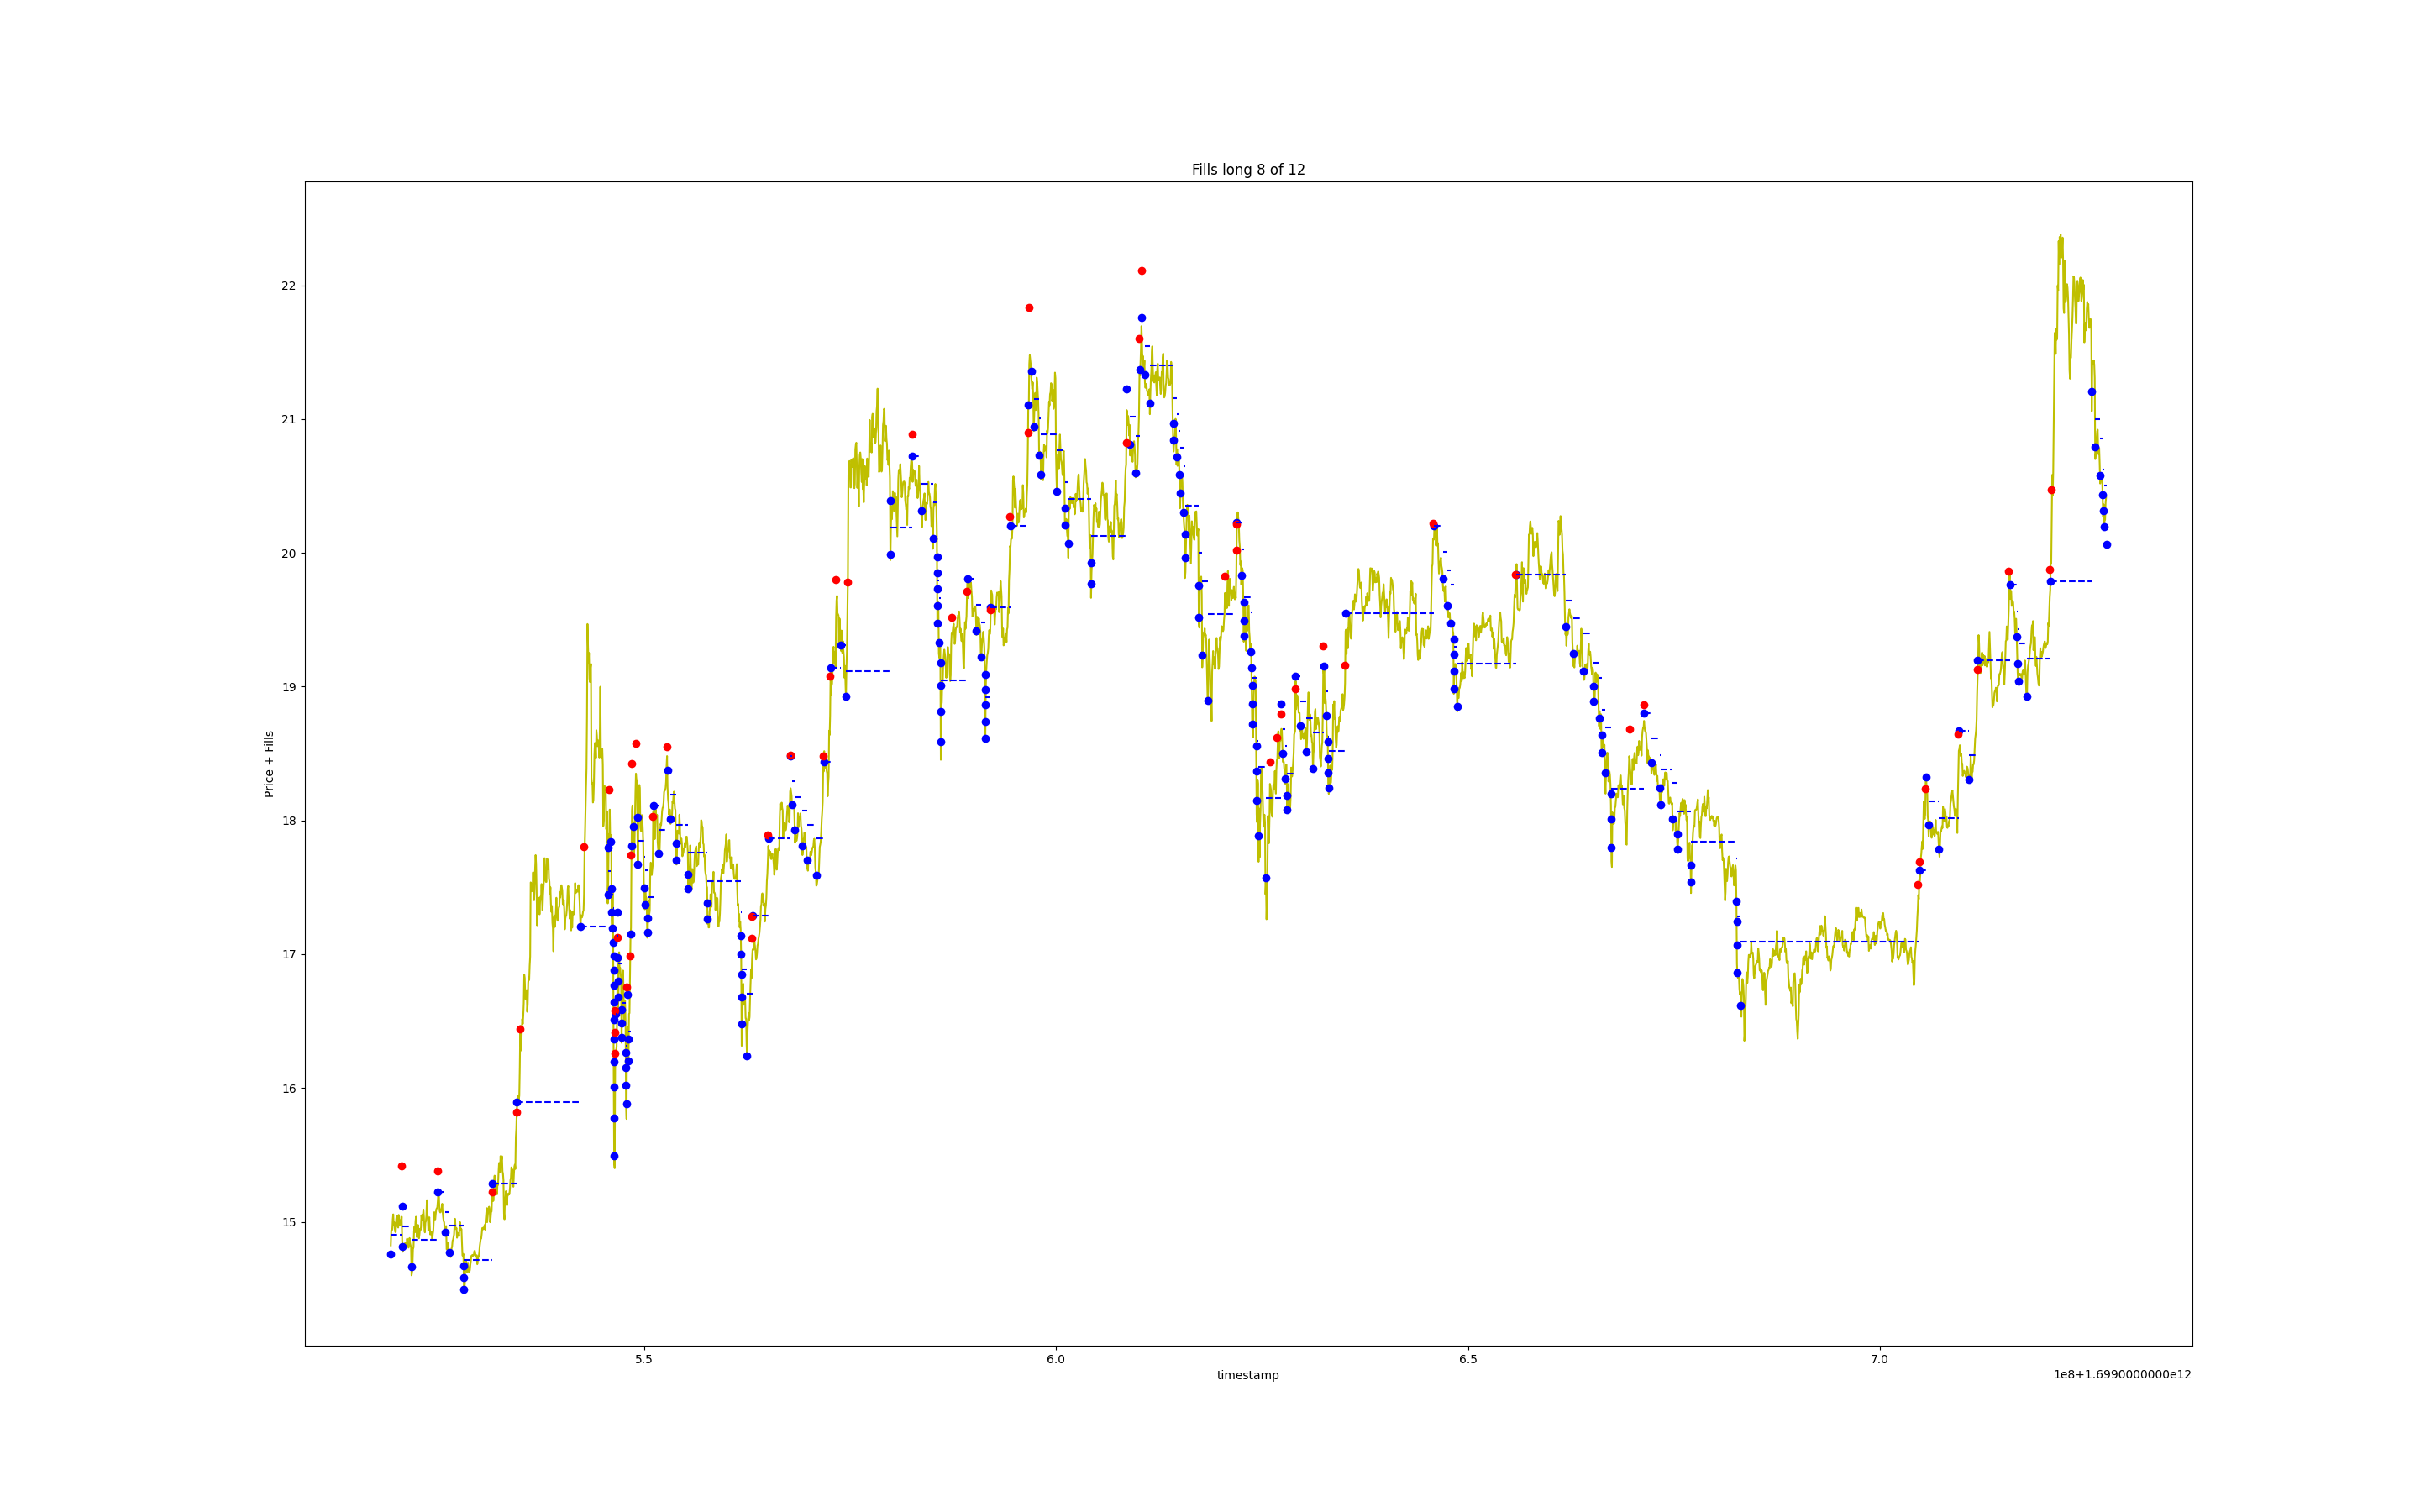 Fills long 8 of 12
Price + Fills
22
21
20
19
18
17
16
15
5.5 6.0 6.5 7.0
timestamp
1e8+1.6990000000e12